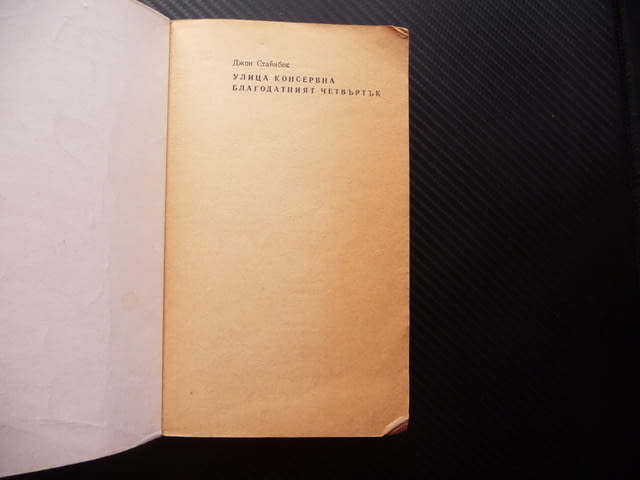 Джон Стайнбек
УЛИЦА КОНСЕРВНА
БЛАГОДАТНИЯТ ЧЕТВЪРТЪК